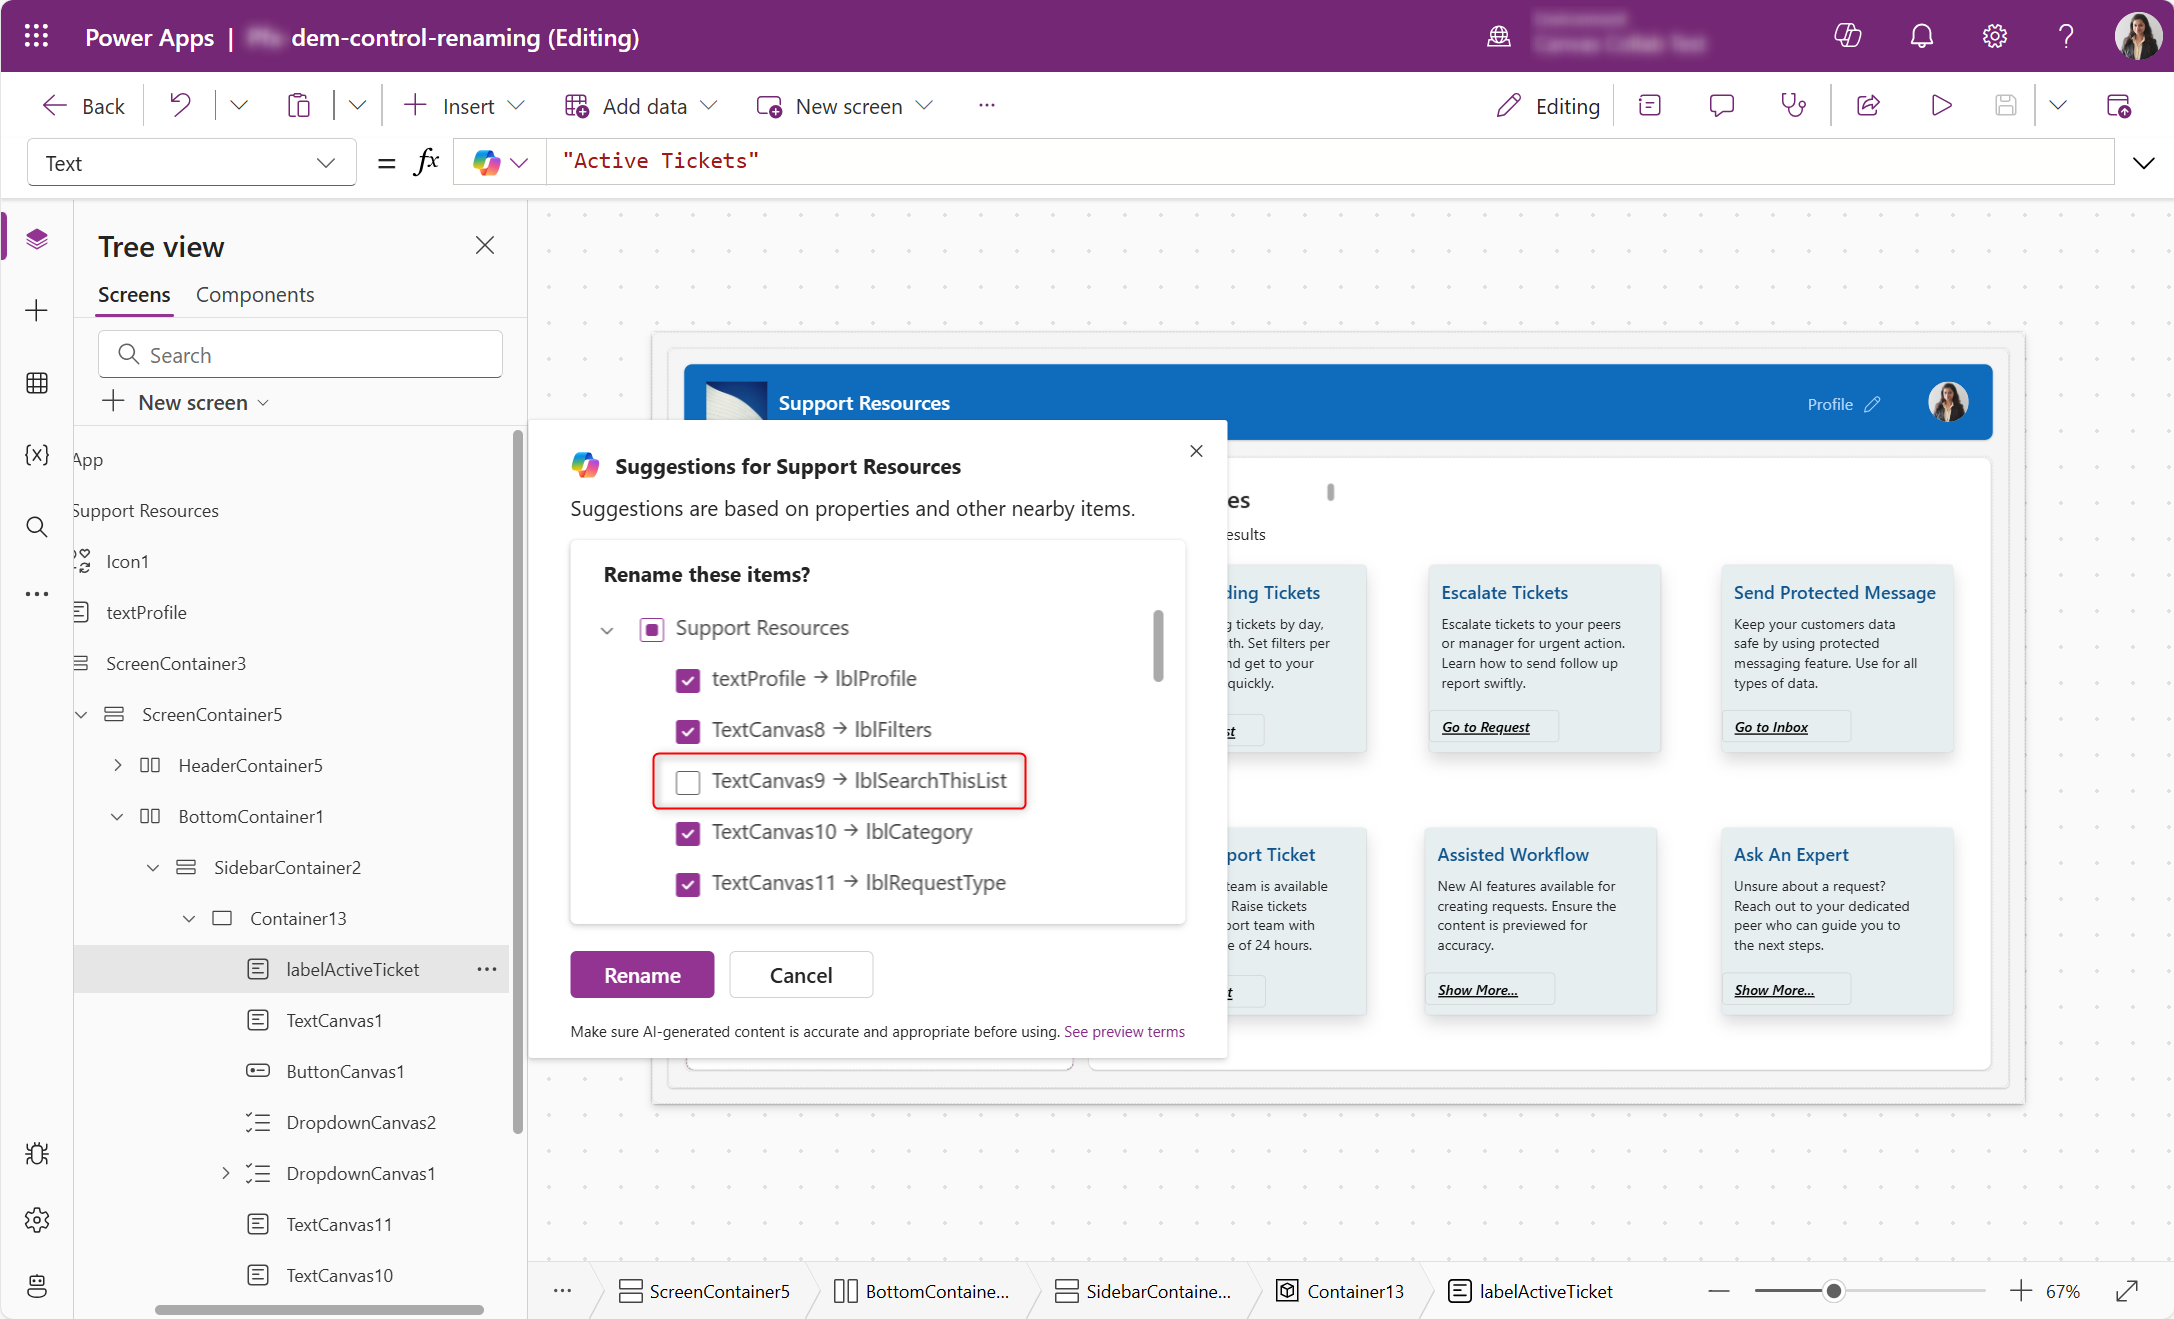 Power Apps | dem-control-renaming (Editing)
Back
Insert
Add data
New screen
Editing
Text
= fx
"Active Tickets"
Tree view
Screens
Components
Search
New screen
App
Support Resources
Icon1
textProfile
ScreenContainer3
ScreenContainer5
HeaderContainer5
BottomContainer1
SidebarContainer2
Container13
labelActiveTicket
TextCanvas1
ButtonCanvas1
DropdownCanvas2
DropdownCanvas1
TextCanvas11
TextCanvas10
Support Resources
Profile
Suggestions for Support Resources
Suggestions are based on properties and other nearby items.
Rename these items?
Support Resources
textProfile → lblProfile
TextCanvas8 → lblFilters
TextCanvas9 → lblSearchThisList
TextCanvas10 → lblCategory
TextCanvas11 → lblRequestType
Rename
Cancel
Make sure AI-generated content is accurate and appropriate before using. See preview terms
es
esults
ding Tickets
g tickets by day,
th. Set filters per
nd get to your
quickly.
st
Escalate Tickets
Escalate tickets to your peers
or manager for urgent action.
Learn how to send follow up
report swiftly.
Go to Request
Send Protected Message
Keep your customers data
safe by using protected
messaging feature. Use for all
types of data.
Go to Inbox
port Ticket
team is available
Raise tickets
port team with
e of 24 hours.
t
Assisted Workflow
New AI features available for
creating requests. Ensure the
content is previewed for
accuracy.
Show More...
Ask An Expert
Unsure about a request?
Reach out to your dedicated
peer who can guide you to
the next steps.
Show More...
ScreenContainer5
BottomContaine...
SidebarContaine...
Container13
labelActiveTicket
67%